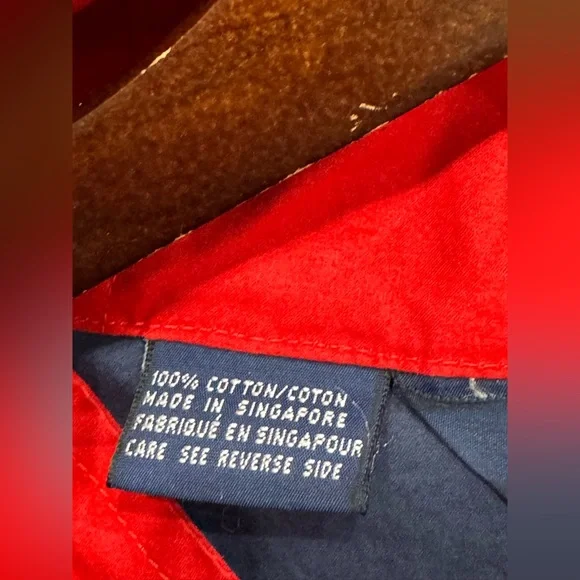 100% COTTON/COTON
MADE IN SINGAPORE
FABRIQUÉ EN SINGAPOUR
CARE SEE REVERSE SIDE